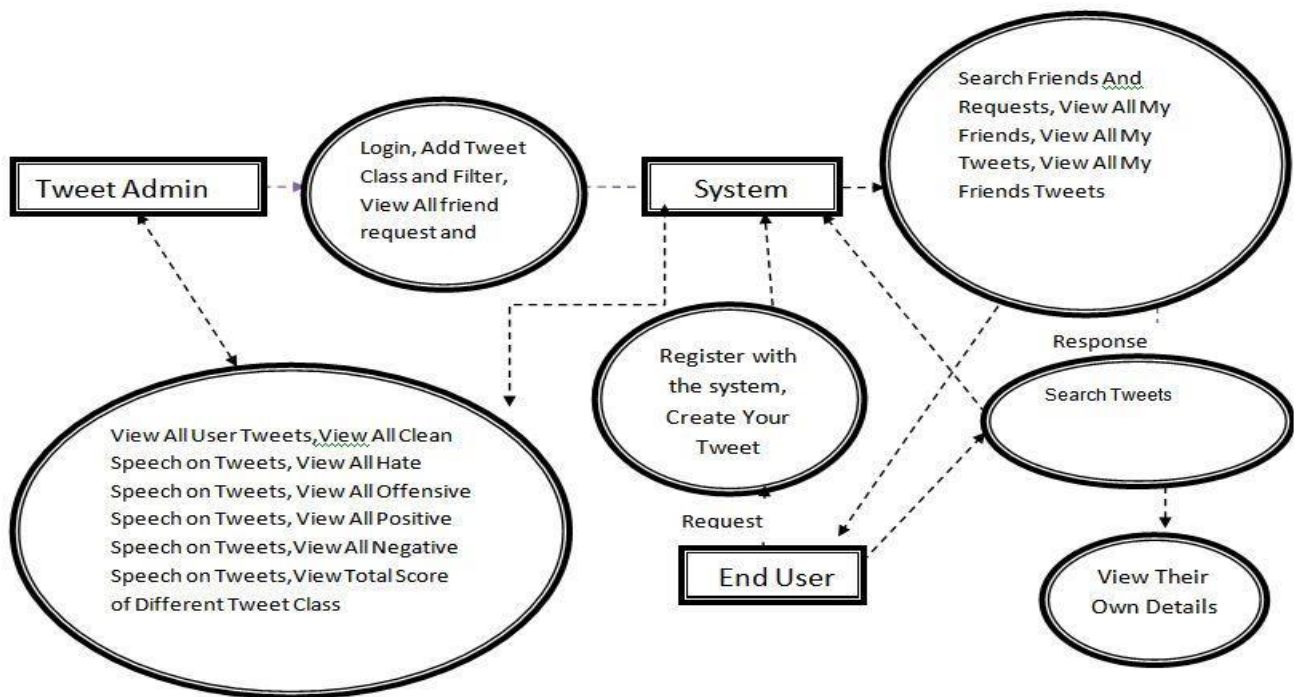 Tweet Admin
Login, Add Tweet
Class and Filter,
View All friend
request and
System
Search Friends And
Requests, View All My
Friends, View All My
Tweets, View All My
Friends Tweets
Response
Search Tweets
Register with
the system,
Create Your
Tweet
Request
End User
View Their
Own Details
View All User Tweets,View All Clean
Speech on Tweets, View All Hate
Speech on Tweets, View All Offensive
Speech on Tweets, View All Positive
Speech on Tweets,View All Negative
Speech on Tweets,View Total Score
of Different Tweet Class